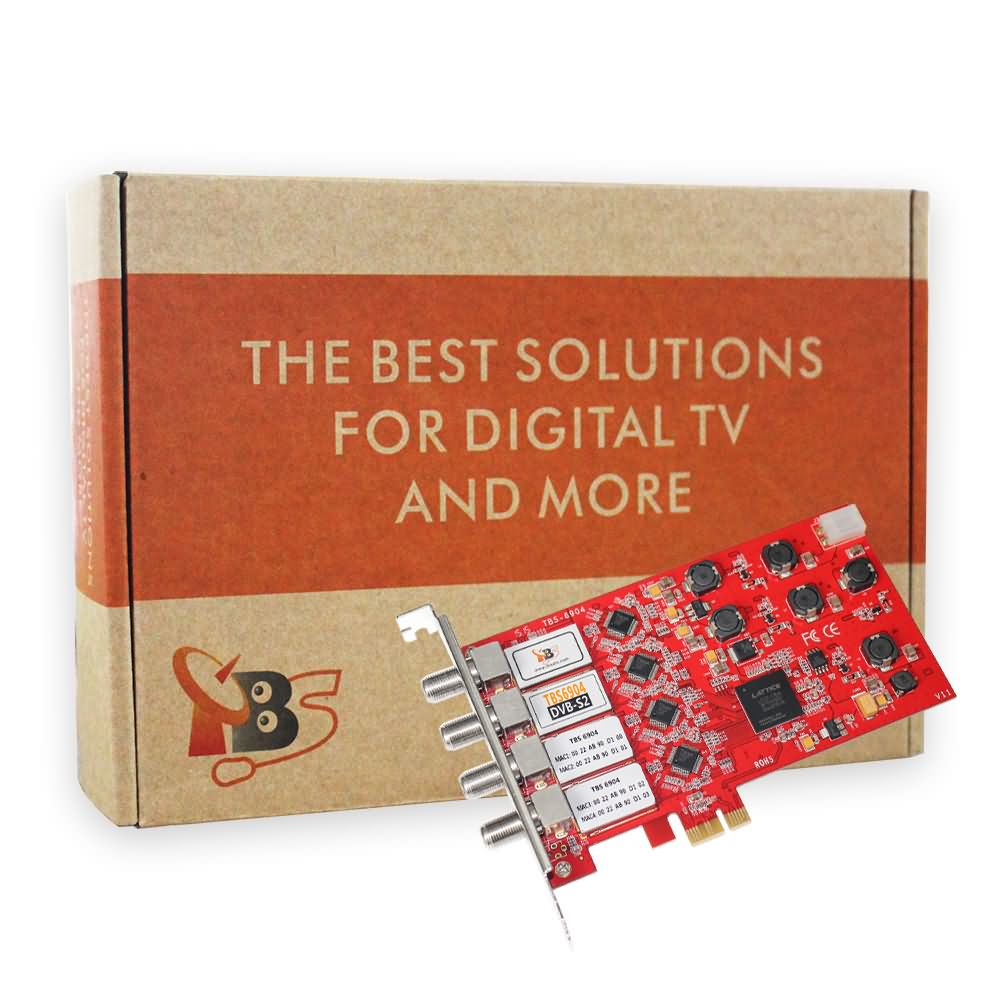 THE BEST SOLUTIONS
FOR DIGITAL TV
AND MORE
TBS
TBS-6904
TBS
TBS6904
DVB-S2
TBS 6904
MAC1: 00 22 AB 90 D1 00
MAC2: 00 22 AB 90 D1 01
TBS 6904
MAC3: 00 22 AB 90 D1 02
MAC4: 00 22 AB 90 D1 03
FC CE
LATTICE
V1.1
ROHS